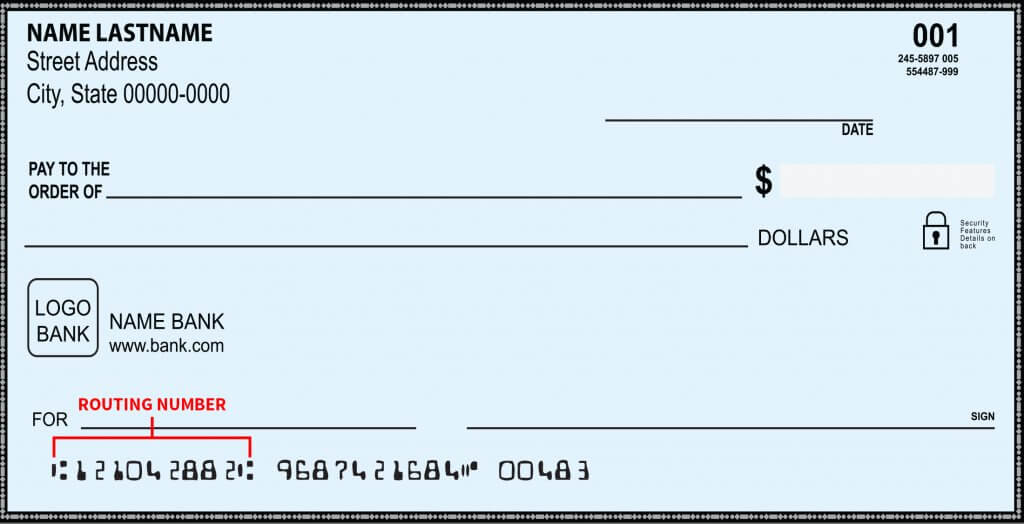 NAME LASTNAME
Street Address
City, State 00000-0000
001
245-5897 005
554487-999
DATE
PAY TO THE
ORDER OF
$
DOLLARS
Security
Features
Details on
back
LOGO
BANK
NAME BANK
www.bank.com
ROUTING NUMBER
FOR
SIGN
⑆121042882⑆ 9687421684⑈ 00483